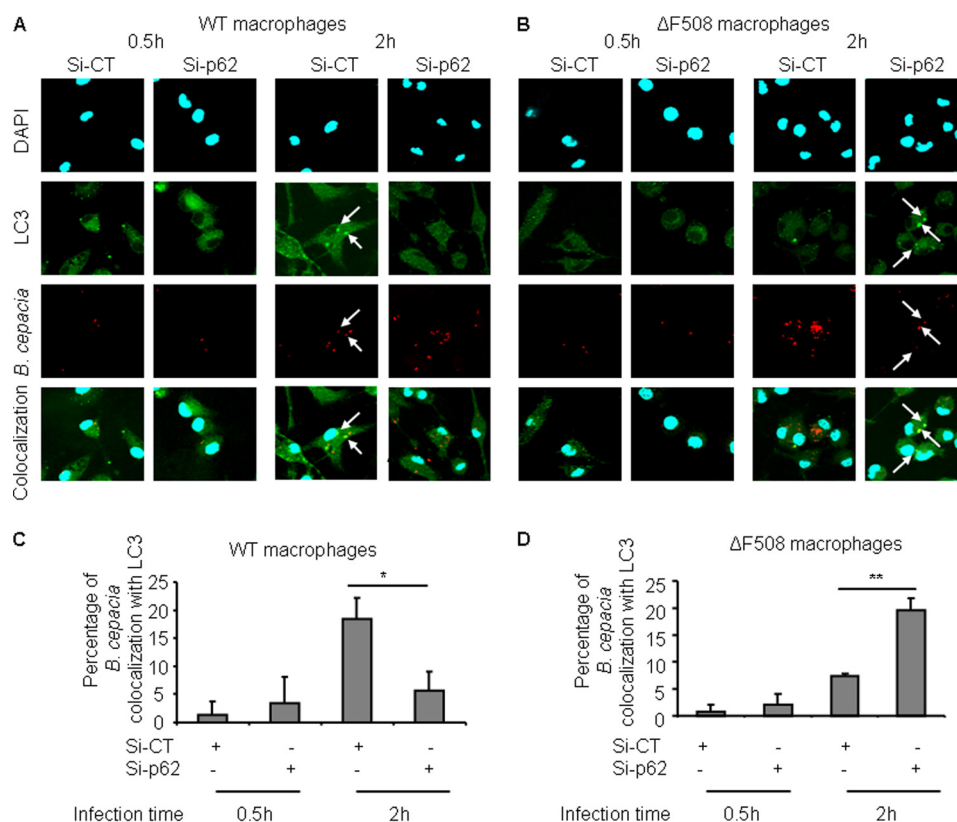 A
WT macrophages
0.5h 2h
Si-CT Si-p62 Si-CT Si-p62
DAPI
LC3
B. cepacia
Colocalization
B
ΔF508 macrophages
0.5h 2h
Si-CT Si-p62 Si-CT Si-p62
C
WT macrophages
Percentage of
B. cepacia
colocalization with LC3
25
20
15
10
5
0
*
Si-CT + - + -
Si-p62 - + - +
Infection time 0.5h 2h
D
ΔF508 macrophages
Percentage of
B. cepacia
colocalization with LC3
25
20
15
10
5
0
**
Si-CT + - + -
Si-p62 - + - +
Infection time 0.5h 2h